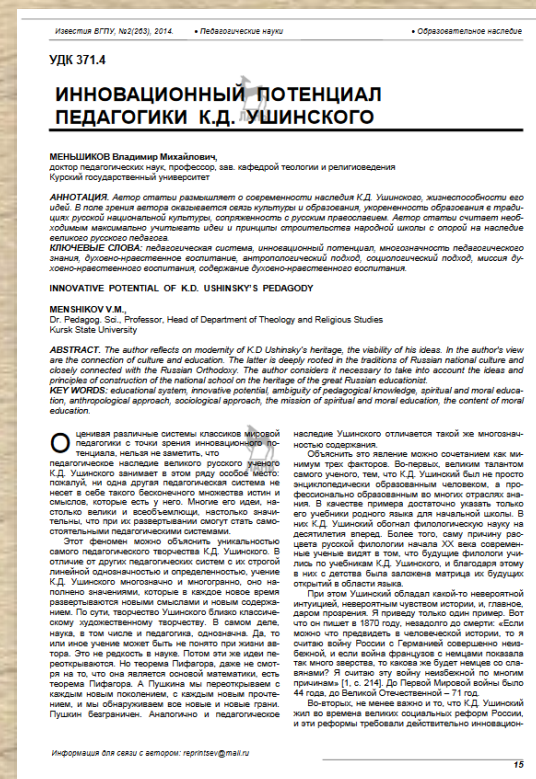 Известия ВГПУ, №2(263), 2014.
• Педагогические науки
• Образовательное наследие
УДК 371.4
ИННОВАЦИОННЫЙ ПОТЕНЦИАЛ
ПЕДАГОГИКИ К.Д. УШИНСКОГО
МЕНЬШИКОВ Владимир Михайлович,
доктор педагогических наук, профессор, зав. кафедрой теологии и религиоведения
Курский государственный университет
АННОТАЦИЯ. Автор статьи размышляет о современности наследия К.Д. Ушинского, жизнеспособности его
идей. В поле зрения автора оказывается связь культуры и образования, укоренность образования в тради-
циях русской национальной культуры, сопряженность с русским православием. Автор статьи считает необ-
ходимым максимально учитывать идеи и принципы строительства народной школы с опорой на наследие
великого русского педагога.
КЛЮЧЕВЫЕ СЛОВА: педагогическая система, инновационный потенциал, многозначность педагогического
знания, духовно-нравственное воспитание, антропологический подход, социологический подход, миссия ду-
ховно-нравственного воспитания, содержание духовно-нравственного воспитания.
INNOVATIVE POTENTIAL OF K.D. USHINSKY'S PEDAGODY
MENSHIKOV V.M.,
Dr. Pedagog. Sci., Professor, Head of Department of Theology and Religious Studies
Kursk State University
ABSTRACT. The author reflects on modernity of K.D Ushinsky's heritage, the viability of his ideas. In the author's view
are the connection of culture and education. The latter is deeply rooted in the traditions of Russian national culture and
closely connected with the Russian Orthodoxy. The author considers it necessary to take into account the ideas and
principles of construction of the national school on the heritage of the great Russian educationist.
KEY WORDS: educational system, innovative potential, ambiguity of pedagogical knowledge, spiritual and moral educa-
tion, anthropological approach, sociological approach, the mission of spiritual and moral education, the content of moral
education.
Оценивая различные системы классиков мировой
педагогики с точки зрения инновационного по-
тенциала, нельзя не заметить, что
педагогическое наследие великого русского ученого
К.Д. Ушинского занимает в этом ряду особое место:
пожалуй, ни одна другая педагогическая система не
несет в себе такого бесконечного множества истин и
смыслов, которые есть у него. Многие его идеи, на-
столько велики и всеобъемлющи, настолько значи-
тельны, что при их развертывании смогут стать само-
стоятельными педагогическими системами.
Этот феномен можно объяснить уникальностью
самого педагогического творчества К.Д. Ушинского. В
отличие от других педагогических систем с их строгой
линейной однозначностью и определенностью, учение
К.Д. Ушинского многозначно и многогранно, оно на-
полнено значениями, которые в каждое новое время
развертываются новыми смыслами и новым содержа-
нием. По сути, творчество Ушинского близко классиче-
скому художественному творчеству. В самом деле,
наука, в том числе и педагогика, однозначна. Да, то
или иное учение может быть не понято при жизни ав-
тора. Это не редкость в науке. Потом эти же идеи пе-
реоткрываются. Но теорема Пифагора, даже не смот-
ря на то, что она является основой математики, есть
теорема Пифагора. А Пушкина мы переоткрываем с
каждым новым поколением, с каждым новым прочте-
нием, и мы обнаруживаем все новые и новые грани.
Пушкин безграничен. Аналогично и педагогическое
наследие Ушинского отличается такой же многознач-
ностью содержания.
Объяснить это явление можно сочетанием как ми-
нимум трех факторов. Во-первых, великим талантом
самого ученого, тем, что К.Д. Ушинский был не просто
энциклопедически образованным человеком, а про-
фессионально образованным во многих отраслях зна-
ния. В качестве примера достаточно указать только
его учебники родного языка для начальной школы. В
них К.Д. Ушинский обогнал филологическую науку на
десятилетия вперед. Более того, саму причину рас-
цвета русской филологии начала XX века современ-
ные ученые видят в том, что будущие филологи учи-
лись по учебникам К.Д. Ушинского, и благодаря этому
в них с детства была заложена матрица их будущих
открытий в области языка.
При этом Ушинский обладал какой-то невероятной
интуицией, невероятным чувством истории, и, главное,
даром прозрения. Я приведу только один пример. Вот
что он пишет в 1870 году, незадолго до смерти: «Если
можно что предвидеть в человеческой истории, то я
считаю войну России с Германией совершенно неиз-
бежной, и если война французов с немцами показала
так много зверства, то какова же будет немцев со сла-
вянами? Я считаю эту войну неизбежной по многим
причинам» [1, с. 214]. До Первой Мировой войны было
44 года, до Великой Отечественной – 71 год.
Во-вторых, не менее важно и то, что К.Д. Ушинский
жил во времена великих социальных реформ России,
и эти реформы требовали действительно инновацион-
Информация для связи с автором: reprintsev@mail.ru
15